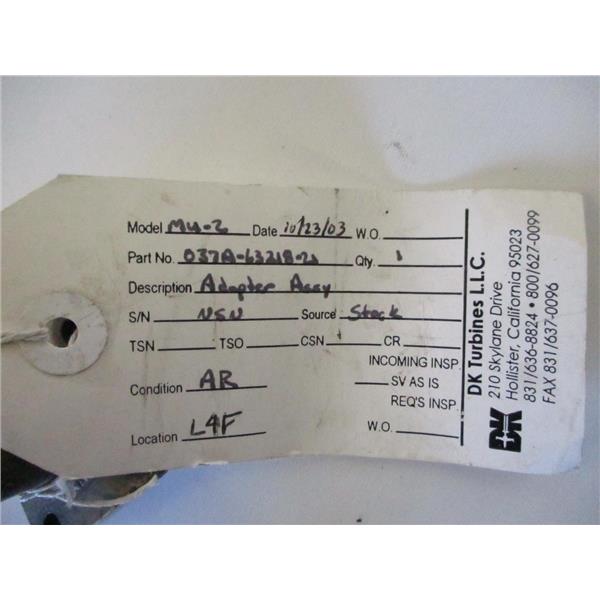 Model MU-2 Date 10/23/03 W.O.
Part No. 037A-63218-21 Qty. 1
Description Adapter Assy
S/N NSN Source Stock
TSN TSO CSN CR
INCOMING INSP.
Condition AR SV AS IS
REQ'S INSP.
Location L4F W.O.
DK Turbines L.L.C.
210 Skylane Drive
Hollister, California 95023
831/636-8824 • 800/627-0099
FAX 831/637-0096
DK